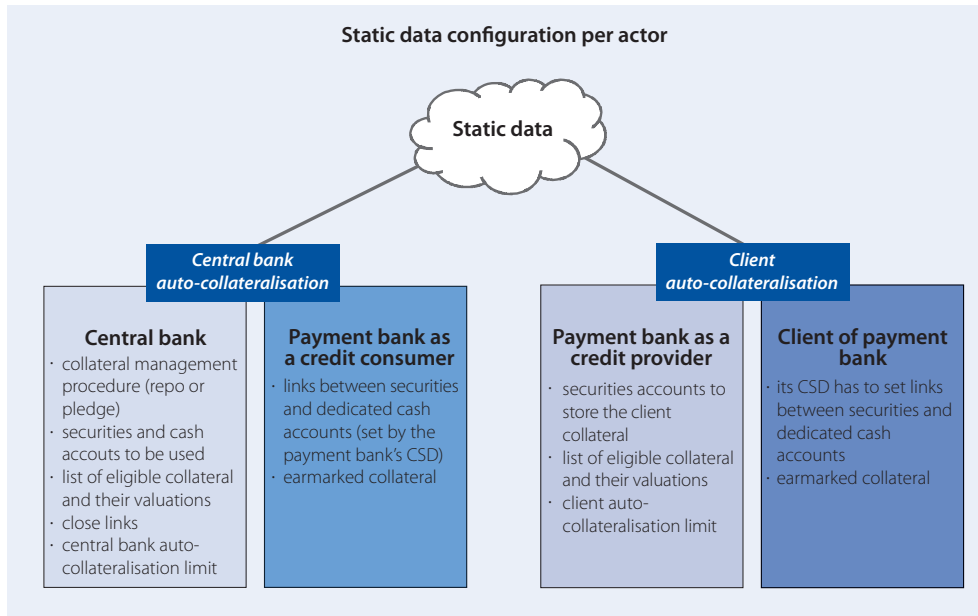 Static data configuration per actor
Static data
Central bank
auto-collateralisation
Client
auto-collateralisation
Central bank
· collateral management
procedure (repo or
pledge)
· securities and cash
accouts to be used
· list of eligible collateral
and their valuations
· close links
· central bank auto-
collateralisation limit
Payment bank as
a credit consumer
· links between securities
and dedicated cash
accounts (set by the
payment bank’s CSD)
· earmarked collateral
Payment bank as
a credit provider
· securities accounts to
store the client
collateral
· list of eligible collateral
and their valuations
· client auto-
collateralisation limit
Client of payment
bank
· its CSD has to set links
between securities and
dedicated cash
accounts
· earmarked collateral